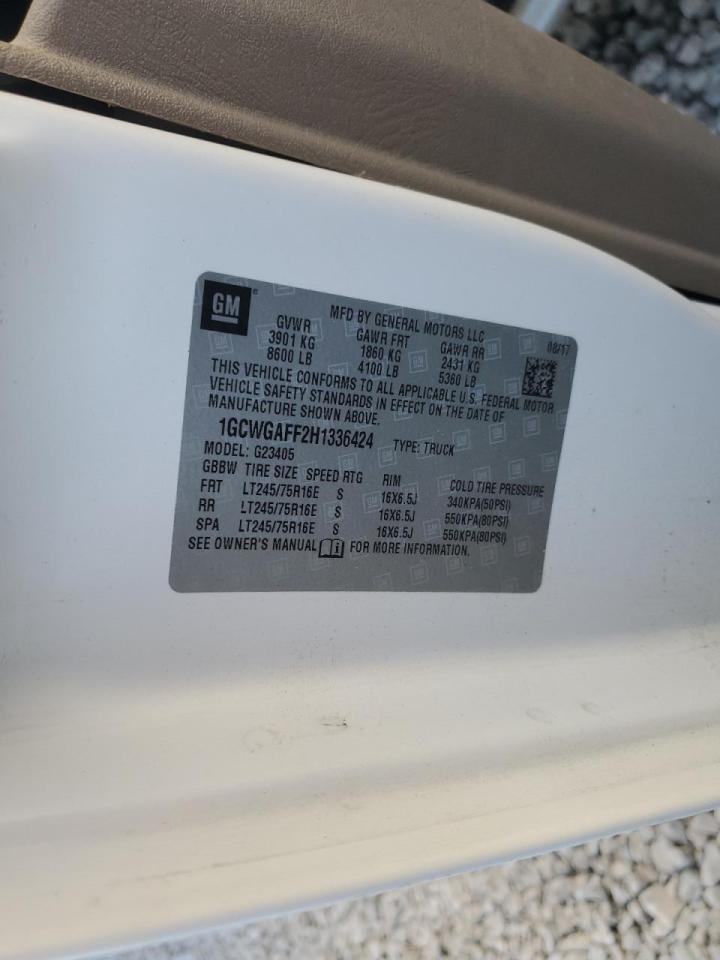 GM
MFD BY GENERAL MOTORS LLC
08/17
GVWR GAWR FRT GAWR RR
3901 KG 1860 KG 2431 KG
8600 LB 4100 LB 5360 LB
THIS VEHICLE CONFORMS TO ALL APPLICABLE U.S. FEDERAL MOTOR
VEHICLE SAFETY STANDARDS IN EFFECT ON THE DATE OF
MANUFACTURE SHOWN ABOVE.
1GCWGAFF2H1336424 TYPE: TRUCK
MODEL: G23405
GBBW TIRE SIZE SPEED RTG RIM COLD TIRE PRESSURE
FRT LT245/75R16E S 16X6.5J 340KPA(50PSI)
RR LT245/75R16E S 16X6.5J 550KPA(80PSI)
SPA LT245/75R16E S 16X6.5J 550KPA(80PSI)
SEE OWNER'S MANUAL FOR MORE INFORMATION.